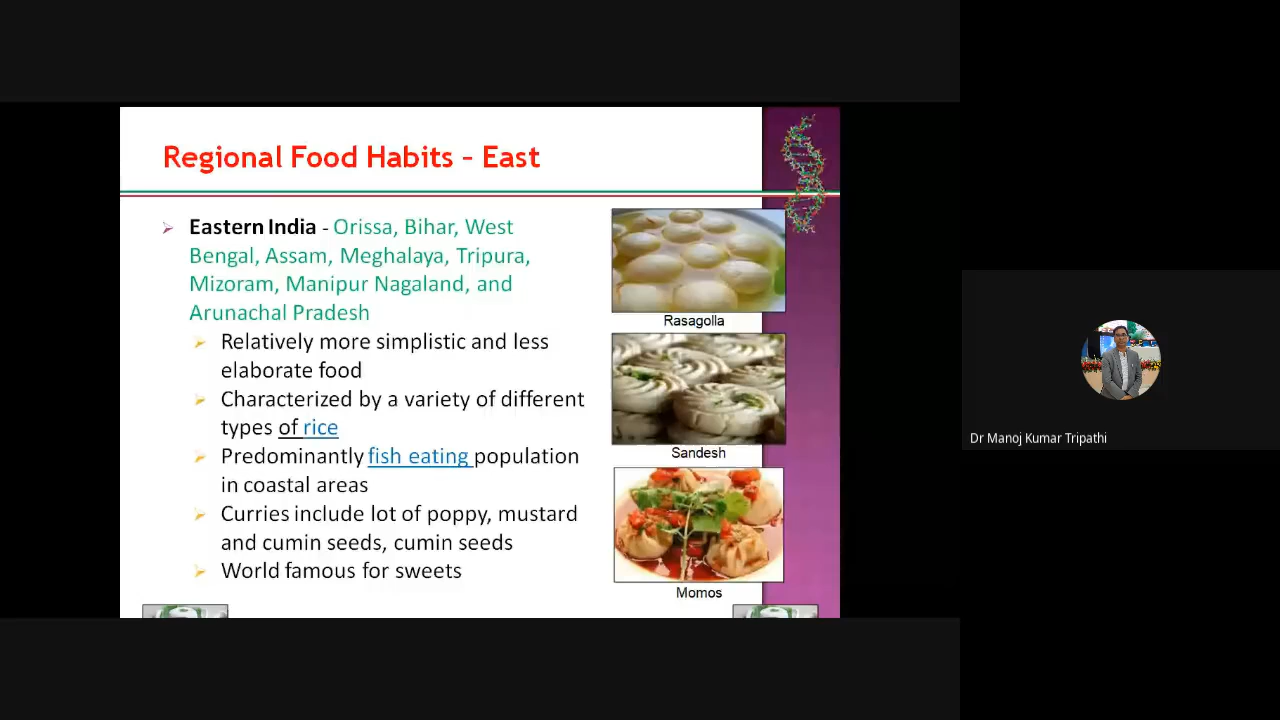 Regional Food Habits – East
Eastern India - Orissa, Bihar, West
Bengal, Assam, Meghalaya, Tripura,
Mizoram, Manipur Nagaland, and
Arunachal Pradesh
Relatively more simplistic and less
elaborate food
Characterized by a variety of different
types of rice
Predominantly fish eating population
in coastal areas
Curries include lot of poppy, mustard
and cumin seeds, cumin seeds
World famous for sweets
Rasagolla
Sandesh
Momos
Dr Manoj Kumar Tripathi